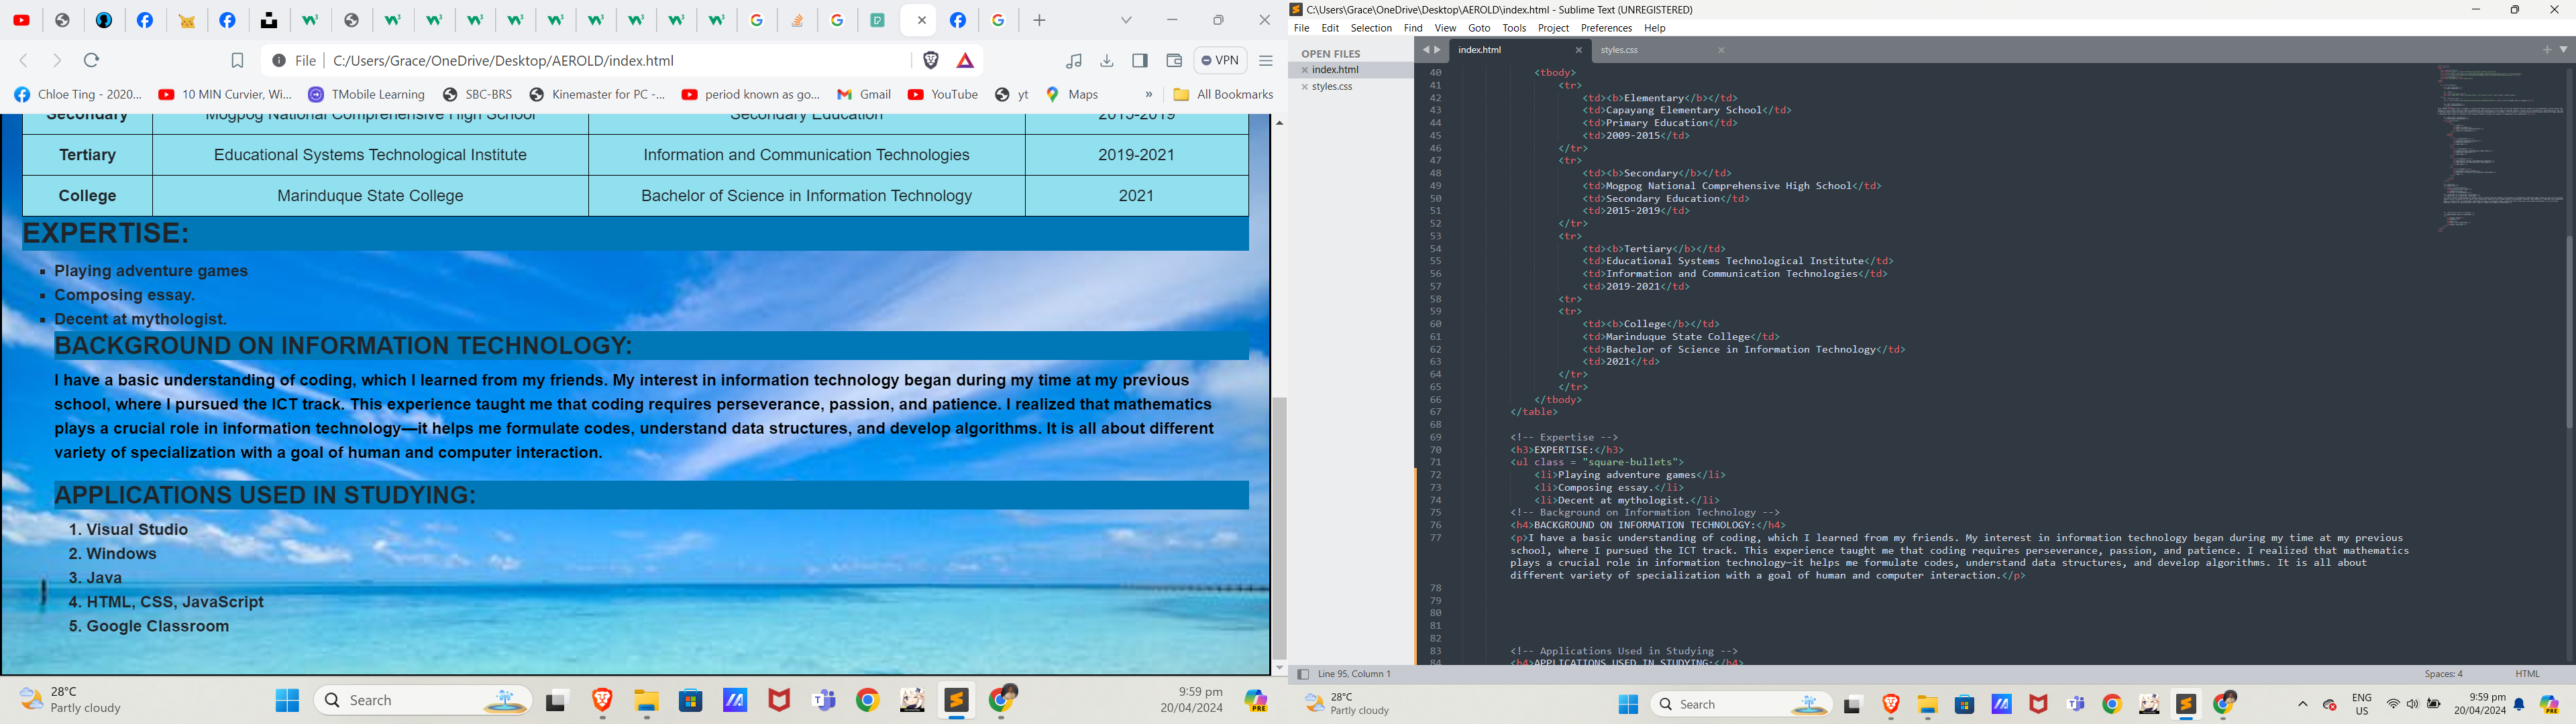 File C:/Users/Grace/OneDrive/Desktop/AEROLD/index.html
VPN
Chloe Ting - 2020...
10 MIN Curvier, Wi...
TMobile Learning
SBC-BRS
Kinemaster for PC -...
period known as go...
Gmail
YouTube
yt
Maps
»
All Bookmarks
Secondary Mogpog National Comprehensive High School Secondary Education 2015-2019
Tertiary Educational Systems Technological Institute Information and Communication Technologies 2019-2021
College Marinduque State College Bachelor of Science in Information Technology 2021
EXPERTISE:
Playing adventure games
Composing essay.
Decent at mythologist.
BACKGROUND ON INFORMATION TECHNOLOGY:
I have a basic understanding of coding, which I learned from my friends. My interest in information technology began during my time at my previous
school, where I pursued the ICT track. This experience taught me that coding requires perseverance, passion, and patience. I realized that mathematics
plays a crucial role in information technology—it helps me formulate codes, understand data structures, and develop algorithms. It is all about different
variety of specialization with a goal of human and computer interaction.
APPLICATIONS USED IN STUDYING:
1. Visual Studio
2. Windows
3. Java
4. HTML, CSS, JavaScript
5. Google Classroom
28°C
Partly cloudy
Search
9:59 pm
20/04/2024
C:\Users\Grace\OneDrive\Desktop\AEROLD\index.html - Sublime Text (UNREGISTERED)
File Edit Selection Find View Goto Tools Project Preferences Help
OPEN FILES
index.html
styles.css
index.html
styles.css
40 <tbody>
41 <tr>
42 <td><b>Elementary</b></td>
43 <td>Capayang Elementary School</td>
44 <td>Primary Education</td>
45 <td>2009-2015</td>
46 </tr>
47 <tr>
48 <td><b>Secondary</b></td>
49 <td>Mogpog National Comprehensive High School</td>
50 <td>Secondary Education</td>
51 <td>2015-2019</td>
52 </tr>
53 <tr>
54 <td><b>Tertiary</b></td>
55 <td>Educational Systems Technological Institute</td>
56 <td>Information and Communication Technologies</td>
57 <td>2019-2021</td>
58 <tr>
59 <tr>
60 <td><b>College</b></td>
61 <td>Marinduque State College</td>
62 <td>Bachelor of Science in Information Technology</td>
63 <td>2021</td>
64 </tr>
65 </tr>
66 </tbody>
67 </table>
68
69 <!-- Expertise -->
70 <h3>EXPERTISE:</h3>
71 <ul class = "square-bullets">
72 <li>Playing adventure games</li>
73 <li>Composing essay.</li>
74 <li>Decent at mythologist.</li>
75 <!-- Background on Information Technology -->
76 <h4>BACKGROUND ON INFORMATION TECHNOLOGY:</h4>
77 <p>I have a basic understanding of coding, which I learned from my friends. My interest in information technology began during my time at my previous
school, where I pursued the ICT track. This experience taught me that coding requires perseverance, passion, and patience. I realized that mathematics
plays a crucial role in information technology—it helps me formulate codes, understand data structures, and develop algorithms. It is all about
different variety of specialization with a goal of human and computer interaction.</p>
78
79
80
81
82
83 <!-- Applications Used in Studying -->
84 <h4>APPLICATIONS USED IN STUDYING:</h4>
Line 95, Column 1
Spaces: 4
HTML
28°C
Partly cloudy
Search
ENG
US
9:59 pm
20/04/2024